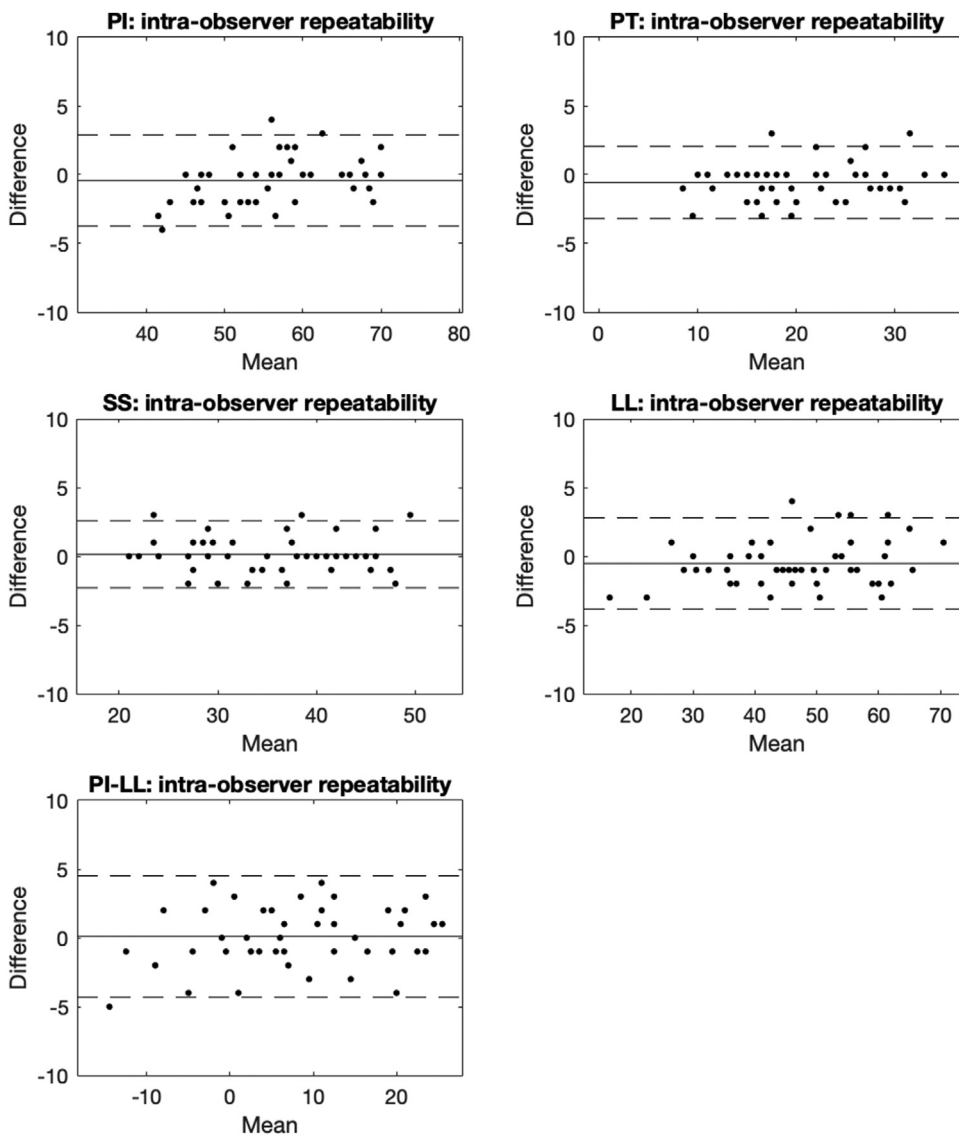 PI: intra-observer repeatability
10
5
0
-5
-10
Difference
40 50 60 70 80
Mean
PT: intra-observer repeatability
10
5
0
-5
-10
Difference
0 10 20 30
Mean
SS: intra-observer repeatability
10
5
0
-5
-10
Difference
20 30 40 50
Mean
LL: intra-observer repeatability
10
5
0
-5
-10
Difference
20 30 40 50 60 70
Mean
PI-LL: intra-observer repeatability
10
5
0
-5
-10
Difference
-10 0 10 20
Mean